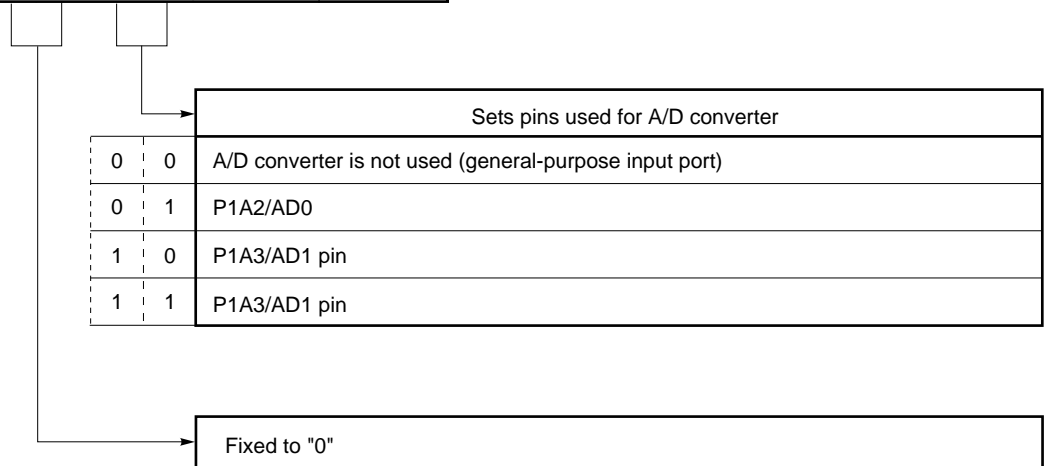 Sets pins used for A/D converter
0 0 A/D converter is not used (general-purpose input port)
0 1 P1A2/AD0
1 0 P1A3/AD1 pin
1 1 P1A3/AD1 pin
Fixed to "0"